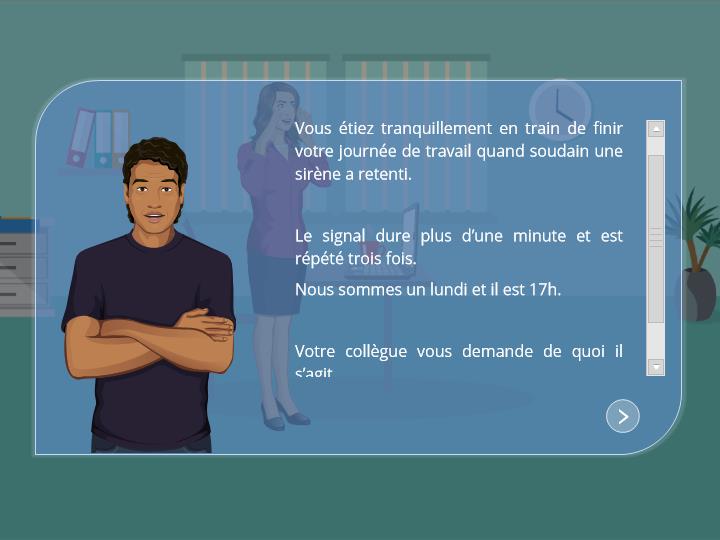 Vous étiez tranquillement en train de finir
votre journée de travail quand soudain une
sirène a retenti.
Le signal dure plus d’une minute et est
répété trois fois.
Nous sommes un lundi et il est 17h.
Votre collègue vous demande de quoi il
s’agit